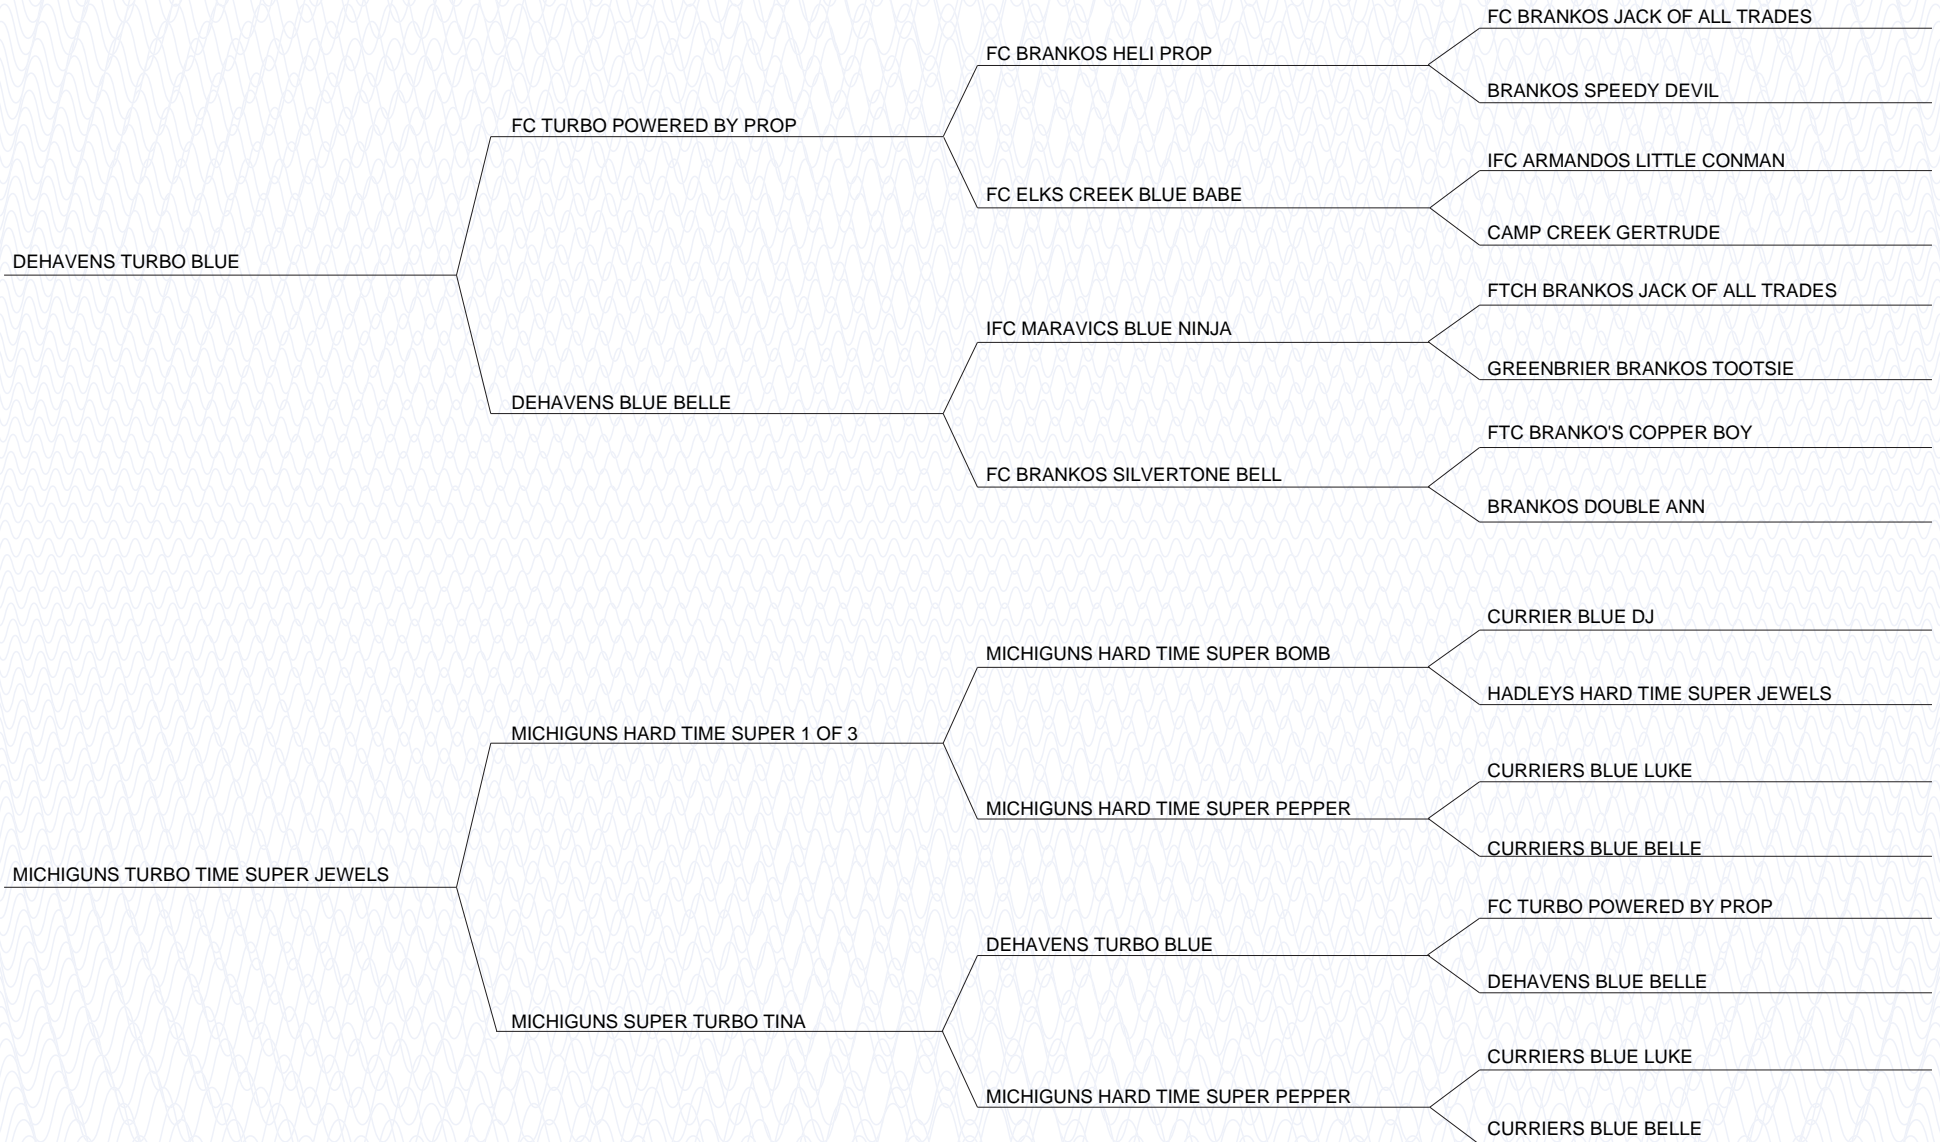 FC BRANKOS JACK OF ALL TRADES
FC BRANKOS HELI PROP
BRANKOS SPEEDY DEVIL
FC TURBO POWERED BY PROP
IFC ARMANDOS LITTLE CONMAN
FC ELKS CREEK BLUE BABE
CAMP CREEK GERTRUDE
DEHAVENS TURBO BLUE
FTCH BRANKOS JACK OF ALL TRADES
IFC MARAVICS BLUE NINJA
GREENBRIER BRANKOS TOOTSIE
DEHAVENS BLUE BELLE
FTC BRANKO'S COPPER BOY
FC BRANKOS SILVERTONE BELL
BRANKOS DOUBLE ANN
CURRIER BLUE DJ
MICHIGUNS HARD TIME SUPER BOMB
HADLEYS HARD TIME SUPER JEWELS
MICHIGUNS HARD TIME SUPER 1 OF 3
CURRIERS BLUE LUKE
MICHIGUNS HARD TIME SUPER PEPPER
CURRIERS BLUE BELLE
MICHIGUNS TURBO TIME SUPER JEWELS
FC TURBO POWERED BY PROP
DEHAVENS TURBO BLUE
DEHAVENS BLUE BELLE
MICHIGUNS SUPER TURBO TINA
CURRIERS BLUE LUKE
MICHIGUNS HARD TIME SUPER PEPPER
CURRIERS BLUE BELLE